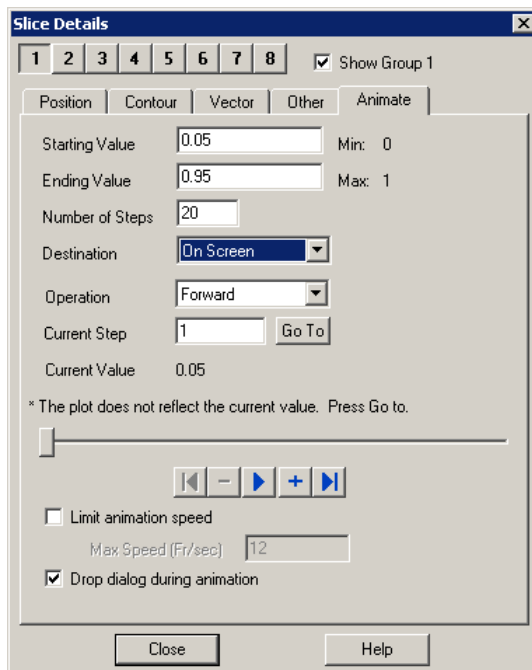 Slice Details
1 2 3 4 5 6 7 8 Show Group 1
Position Contour Vector Other Animate
Starting Value 0.05 Min: 0
Ending Value 0.95 Max: 1
Number of Steps 20
Destination On Screen
Operation Forward
Current Step 1 Go To
Current Value 0.05
* The plot does not reflect the current value. Press Go to.
Limit animation speed
Max Speed (Fr/sec) 12
Drop dialog during animation
Close Help